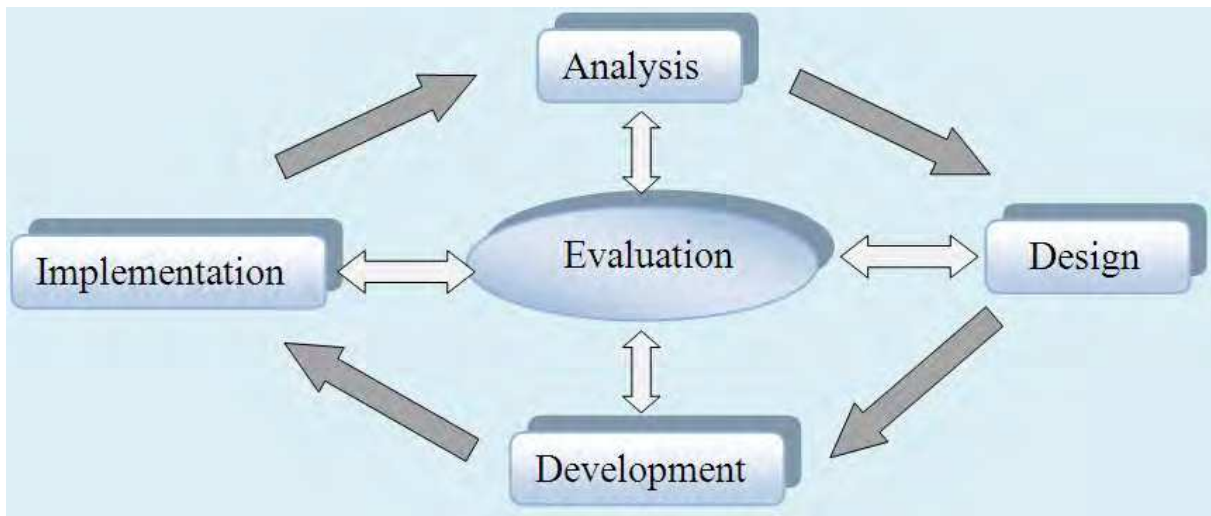 Analysis
Implementation
Evaluation
Design
Development